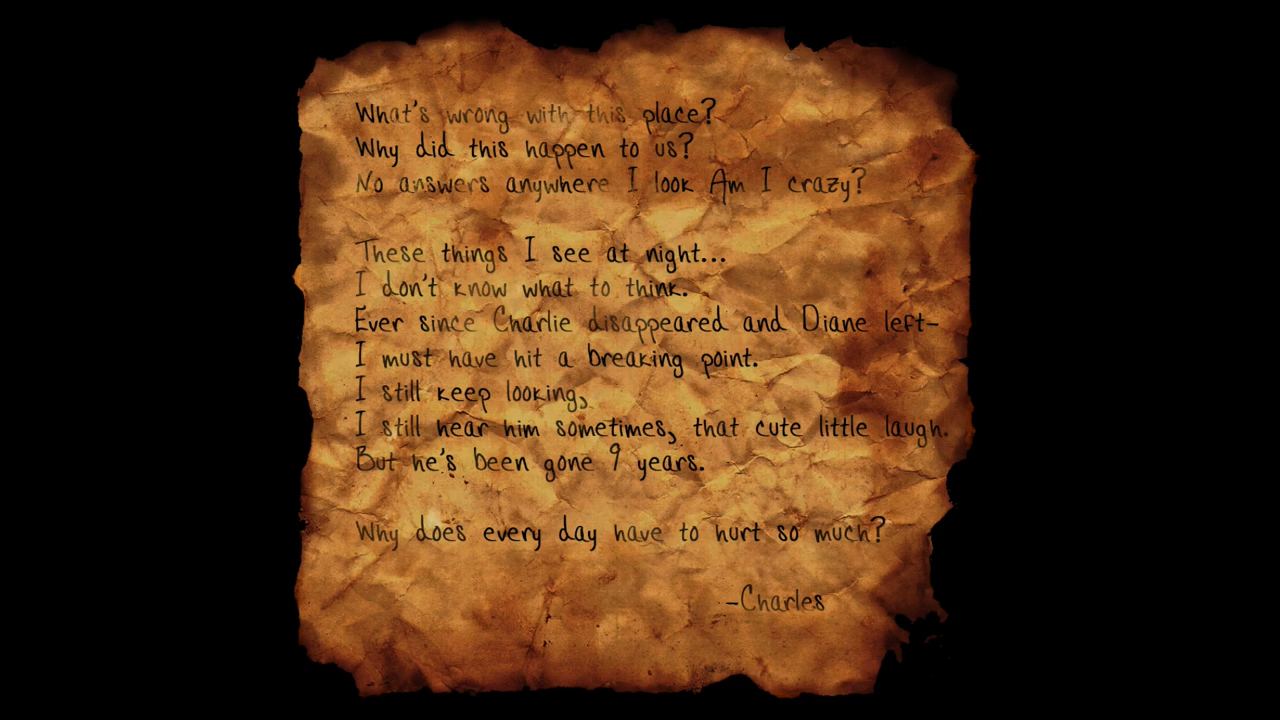 What's wrong with this place?
Why did this happen to us?
No answers anywhere I look Am I crazy?
These things I see at night...
I don't know what to think.
Ever since Charlie disappeared and Diane left-
I must have hit a breaking point.
I still keep looking,
I still hear him sometimes, that cute little laugh.
But he's been gone 9 years.
Why does every day have to hurt so much?
-Charles